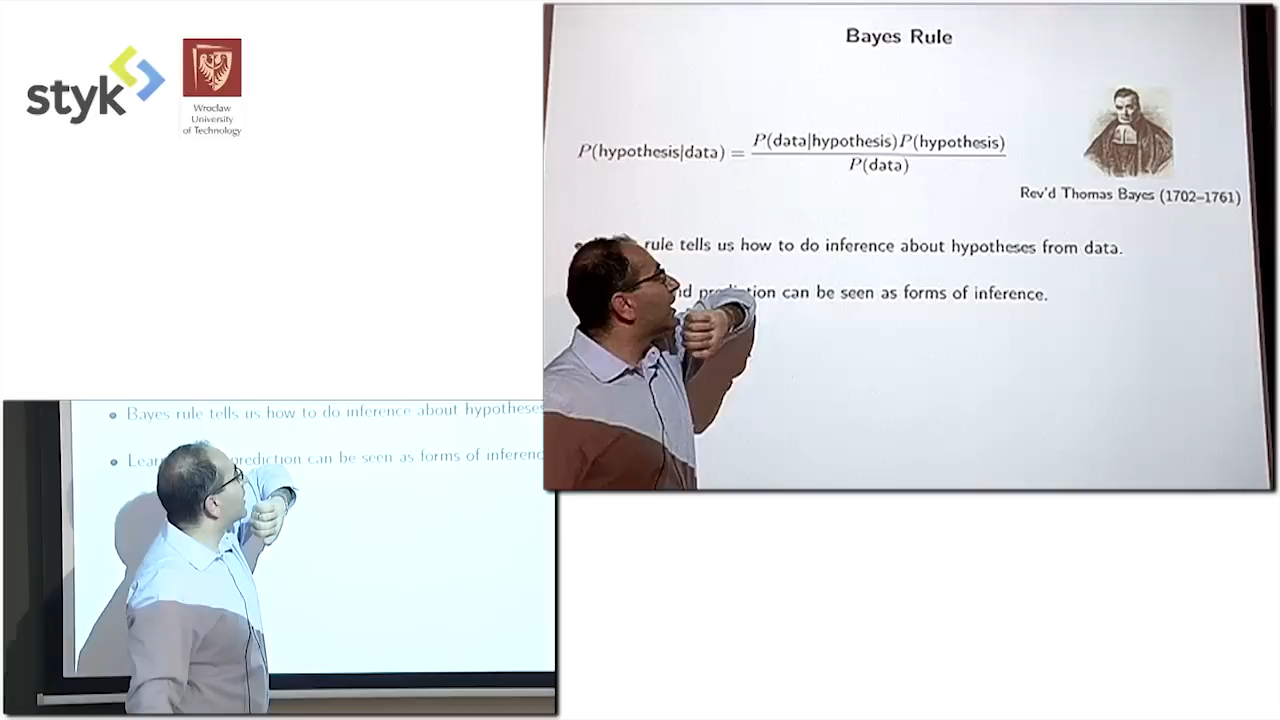 styk
Wrocław
University
of Technology
Bayes Rule
P(hypothesis|data) = P(data|hypothesis)P(hypothesis)
P(data)
Rev'd Thomas Bayes (1702–1761)
rule tells us how to do inference about hypotheses from data.
prediction can be seen as forms of inference.
• Bayes rule tells us how to do inference about hypotheses
• prediction can be seen as forms of